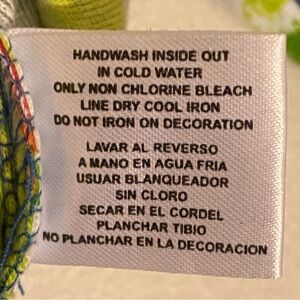 HANDWASH INSIDE OUT
IN COLD WATER
ONLY NON CHLORINE BLEACH
LINE DRY COOL IRON
DO NOT IRON ON DECORATION
LAVAR AL REVERSO
A MANO EN AGUA FRIA
USUAR BLANQUEADOR
SIN CLORO
SECAR EN EL CORDEL
PLANCHAR TIBIO
NO PLANCHAR EN LA DECORACION